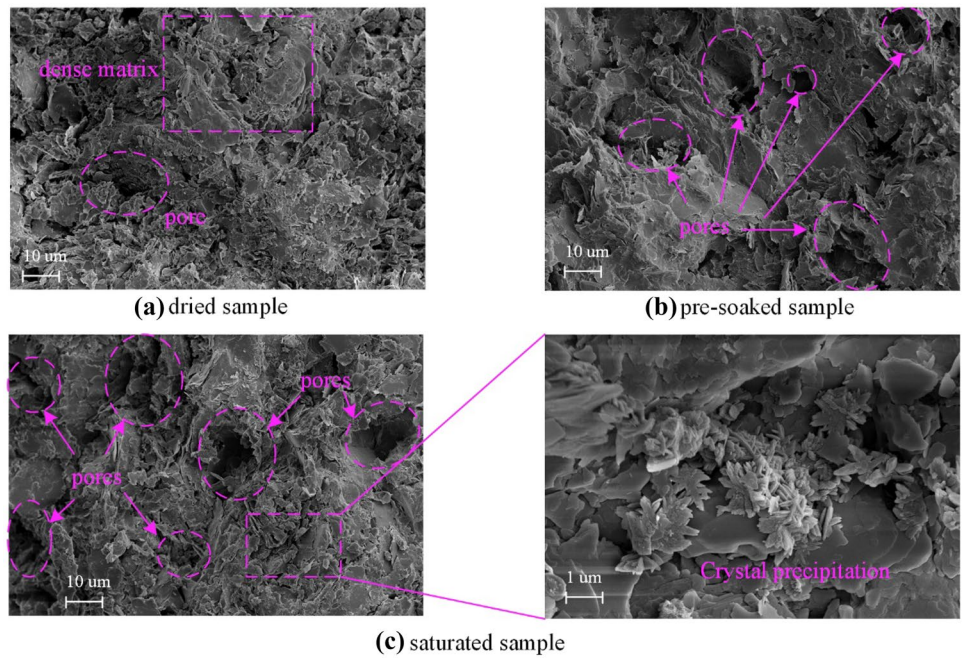 dense matrix
pore
10 um
(a) dried sample
pores
10 um
(b) pre-soaked sample
pores
pores
10 um
Crystal precipitation
1 um
(c) saturated sample